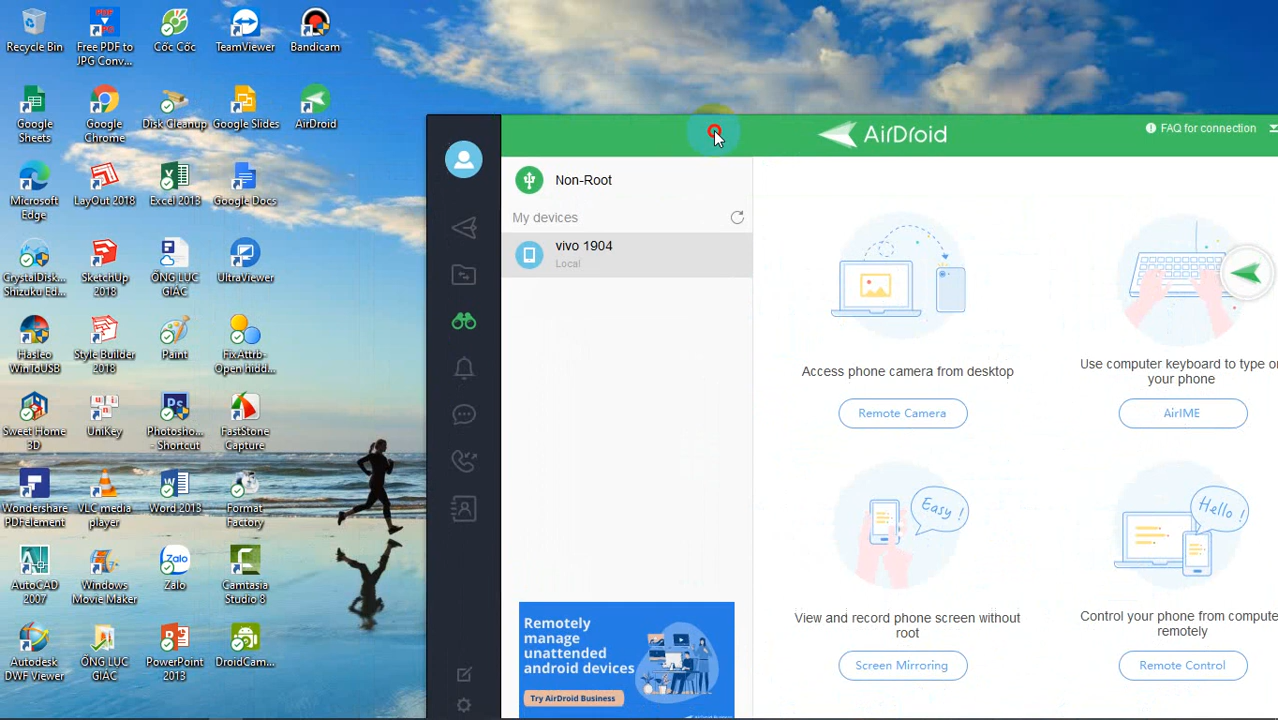 Recycle Bin
Free PDF to
JPG Conv...
Cốc Cốc
TeamViewer
Bandicam
Google
Sheets
Google
Chrome
Disk Cleanup
Google Slides
AirDroid
Microsoft
Edge
LayOut 2018
Excel 2013
Google Docs
CrystalDisk...
Shizuku Ed...
SketchUp
2018
ỐNG LUC
GIÁC
UltraViewer
Hasleo
WinToUSB
Style Builder
2018
Paint
FixAttrb-
Open hidd...
Sweet Home
3D
UniKey
Photosho...
- Shortcut
FastStone
Capture
Wondershare
PDFelement
VLC media
player
Word 2013
Format
Factory
AutoCAD
2007
Windows
Movie Maker
Zalo
Camtasia
Studio 8
Autodesk
DWF Viewer
ỐNG LUC
GIÁC
PowerPoint
2013
DroidCam...
AirDroid
FAQ for connection
Non-Root
My devices
vivo 1904
Local
Access phone camera from desktop
Remote Camera
Use computer keyboard to type on
your phone
AirIME
Easy !
View and record phone screen without
root
Screen Mirroring
Hello !
Control your phone from compute
remotely
Remote Control
Remotely
manage
unattended
android devices
Try AirDroid Business
AirDroid Business